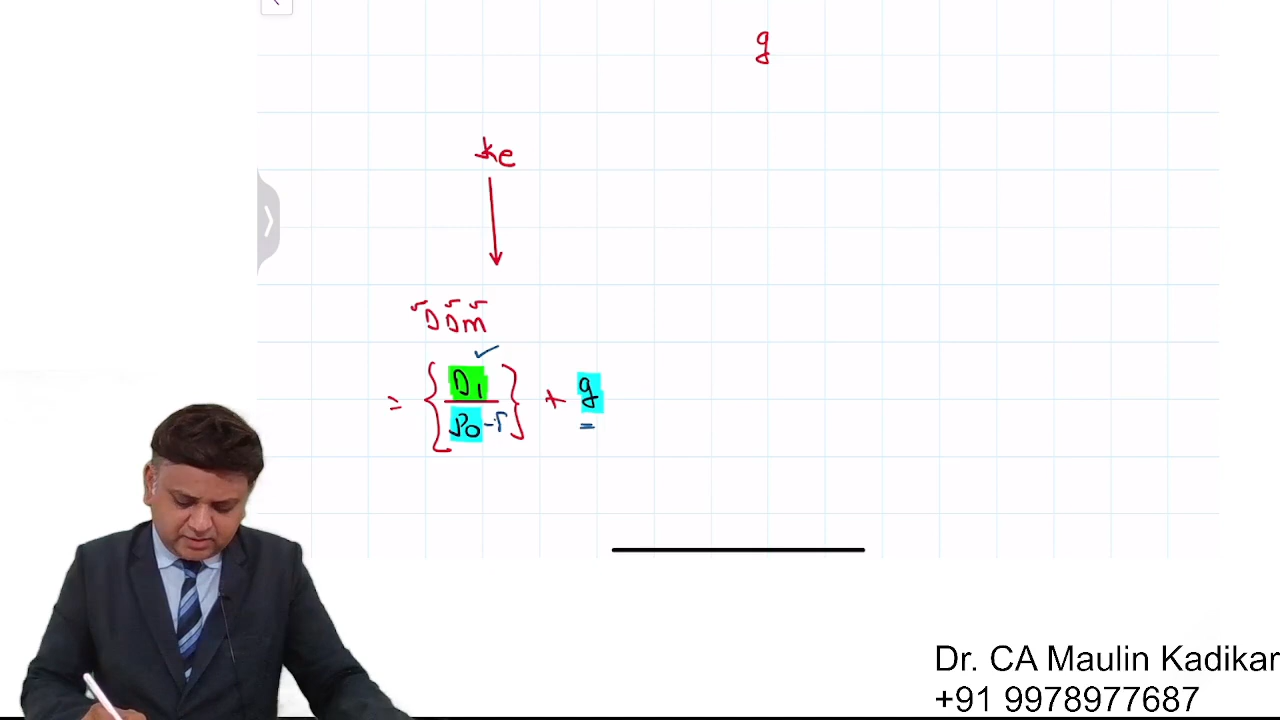 g
ke
DDM
= { D1 / P0 - F } + g
Dr. CA Maulin Kadikar
+91 9978977687